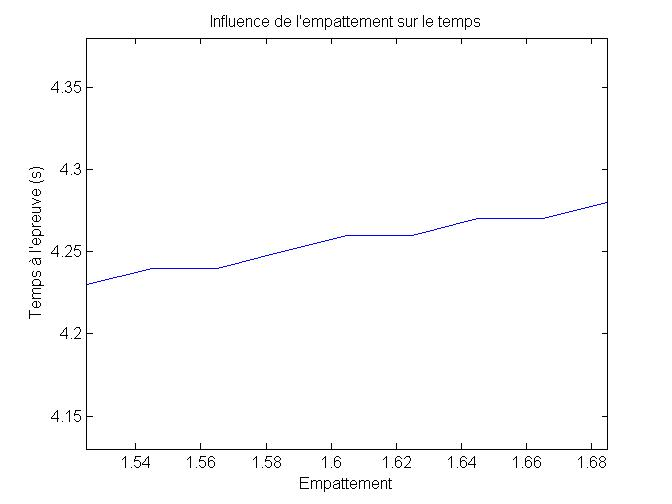 Influence de l'empattement sur le temps
Temps à l'epreuve (s)
4.35
4.3
4.25
4.2
4.15
1.54 1.56 1.58 1.6 1.62 1.64 1.66 1.68
Empattement